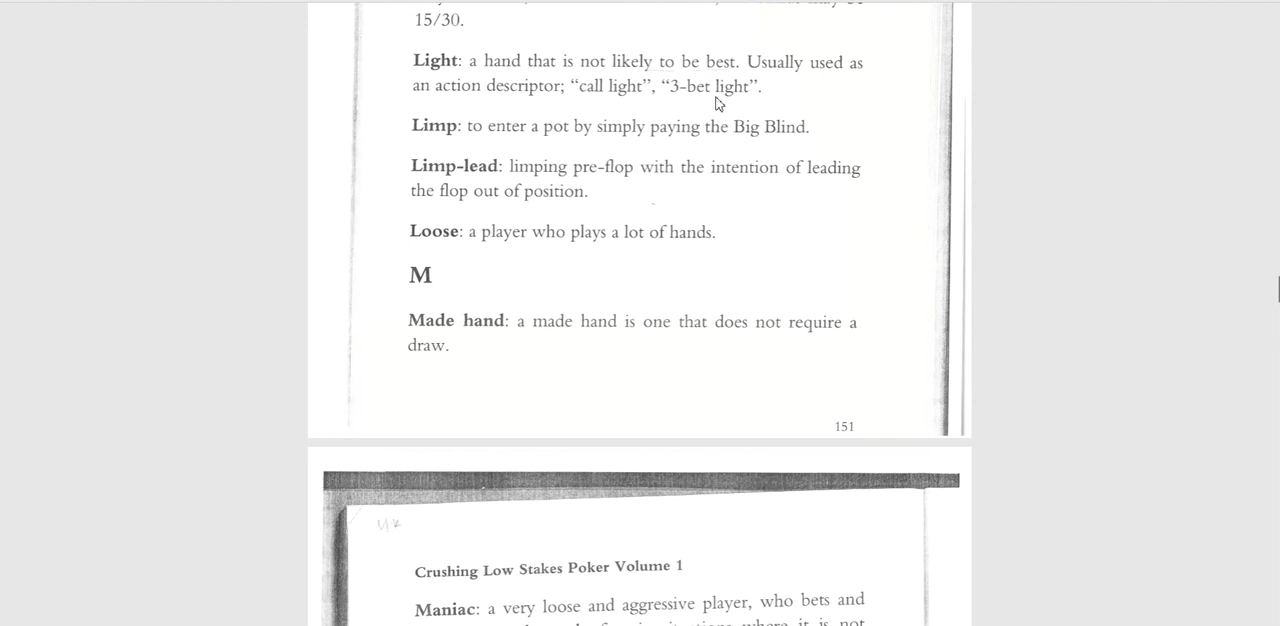 15/30.
Light: a hand that is not likely to be best. Usually used as
an action descriptor; “call light”, “3-bet light”.
Limp: to enter a pot by simply paying the Big Blind.
Limp-lead: limping pre-flop with the intention of leading
the flop out of position.
Loose: a player who plays a lot of hands.
M
Made hand: a made hand is one that does not require a
draw.
151
Crushing Low Stakes Poker Volume 1
Maniac: a very loose and aggressive player, who bets and
where it is not